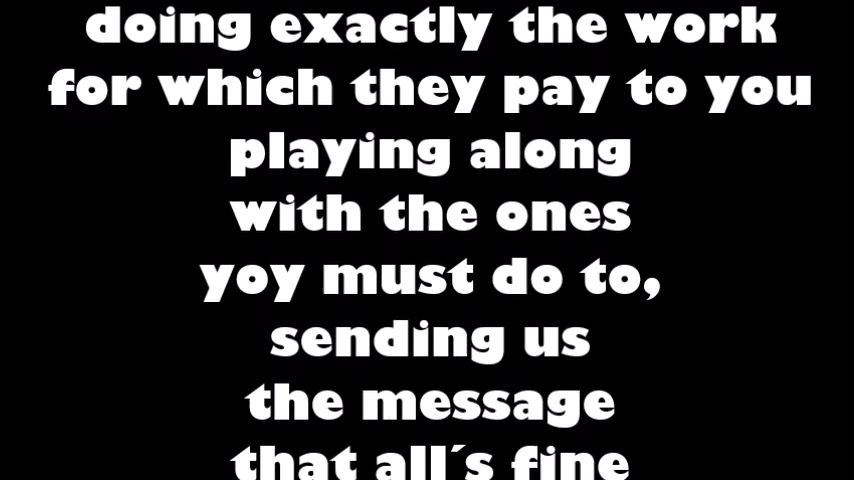 doing exactly the work
for which they pay to you
playing along
with the ones
yoy must do to,
sending us
the message
that all´s fine